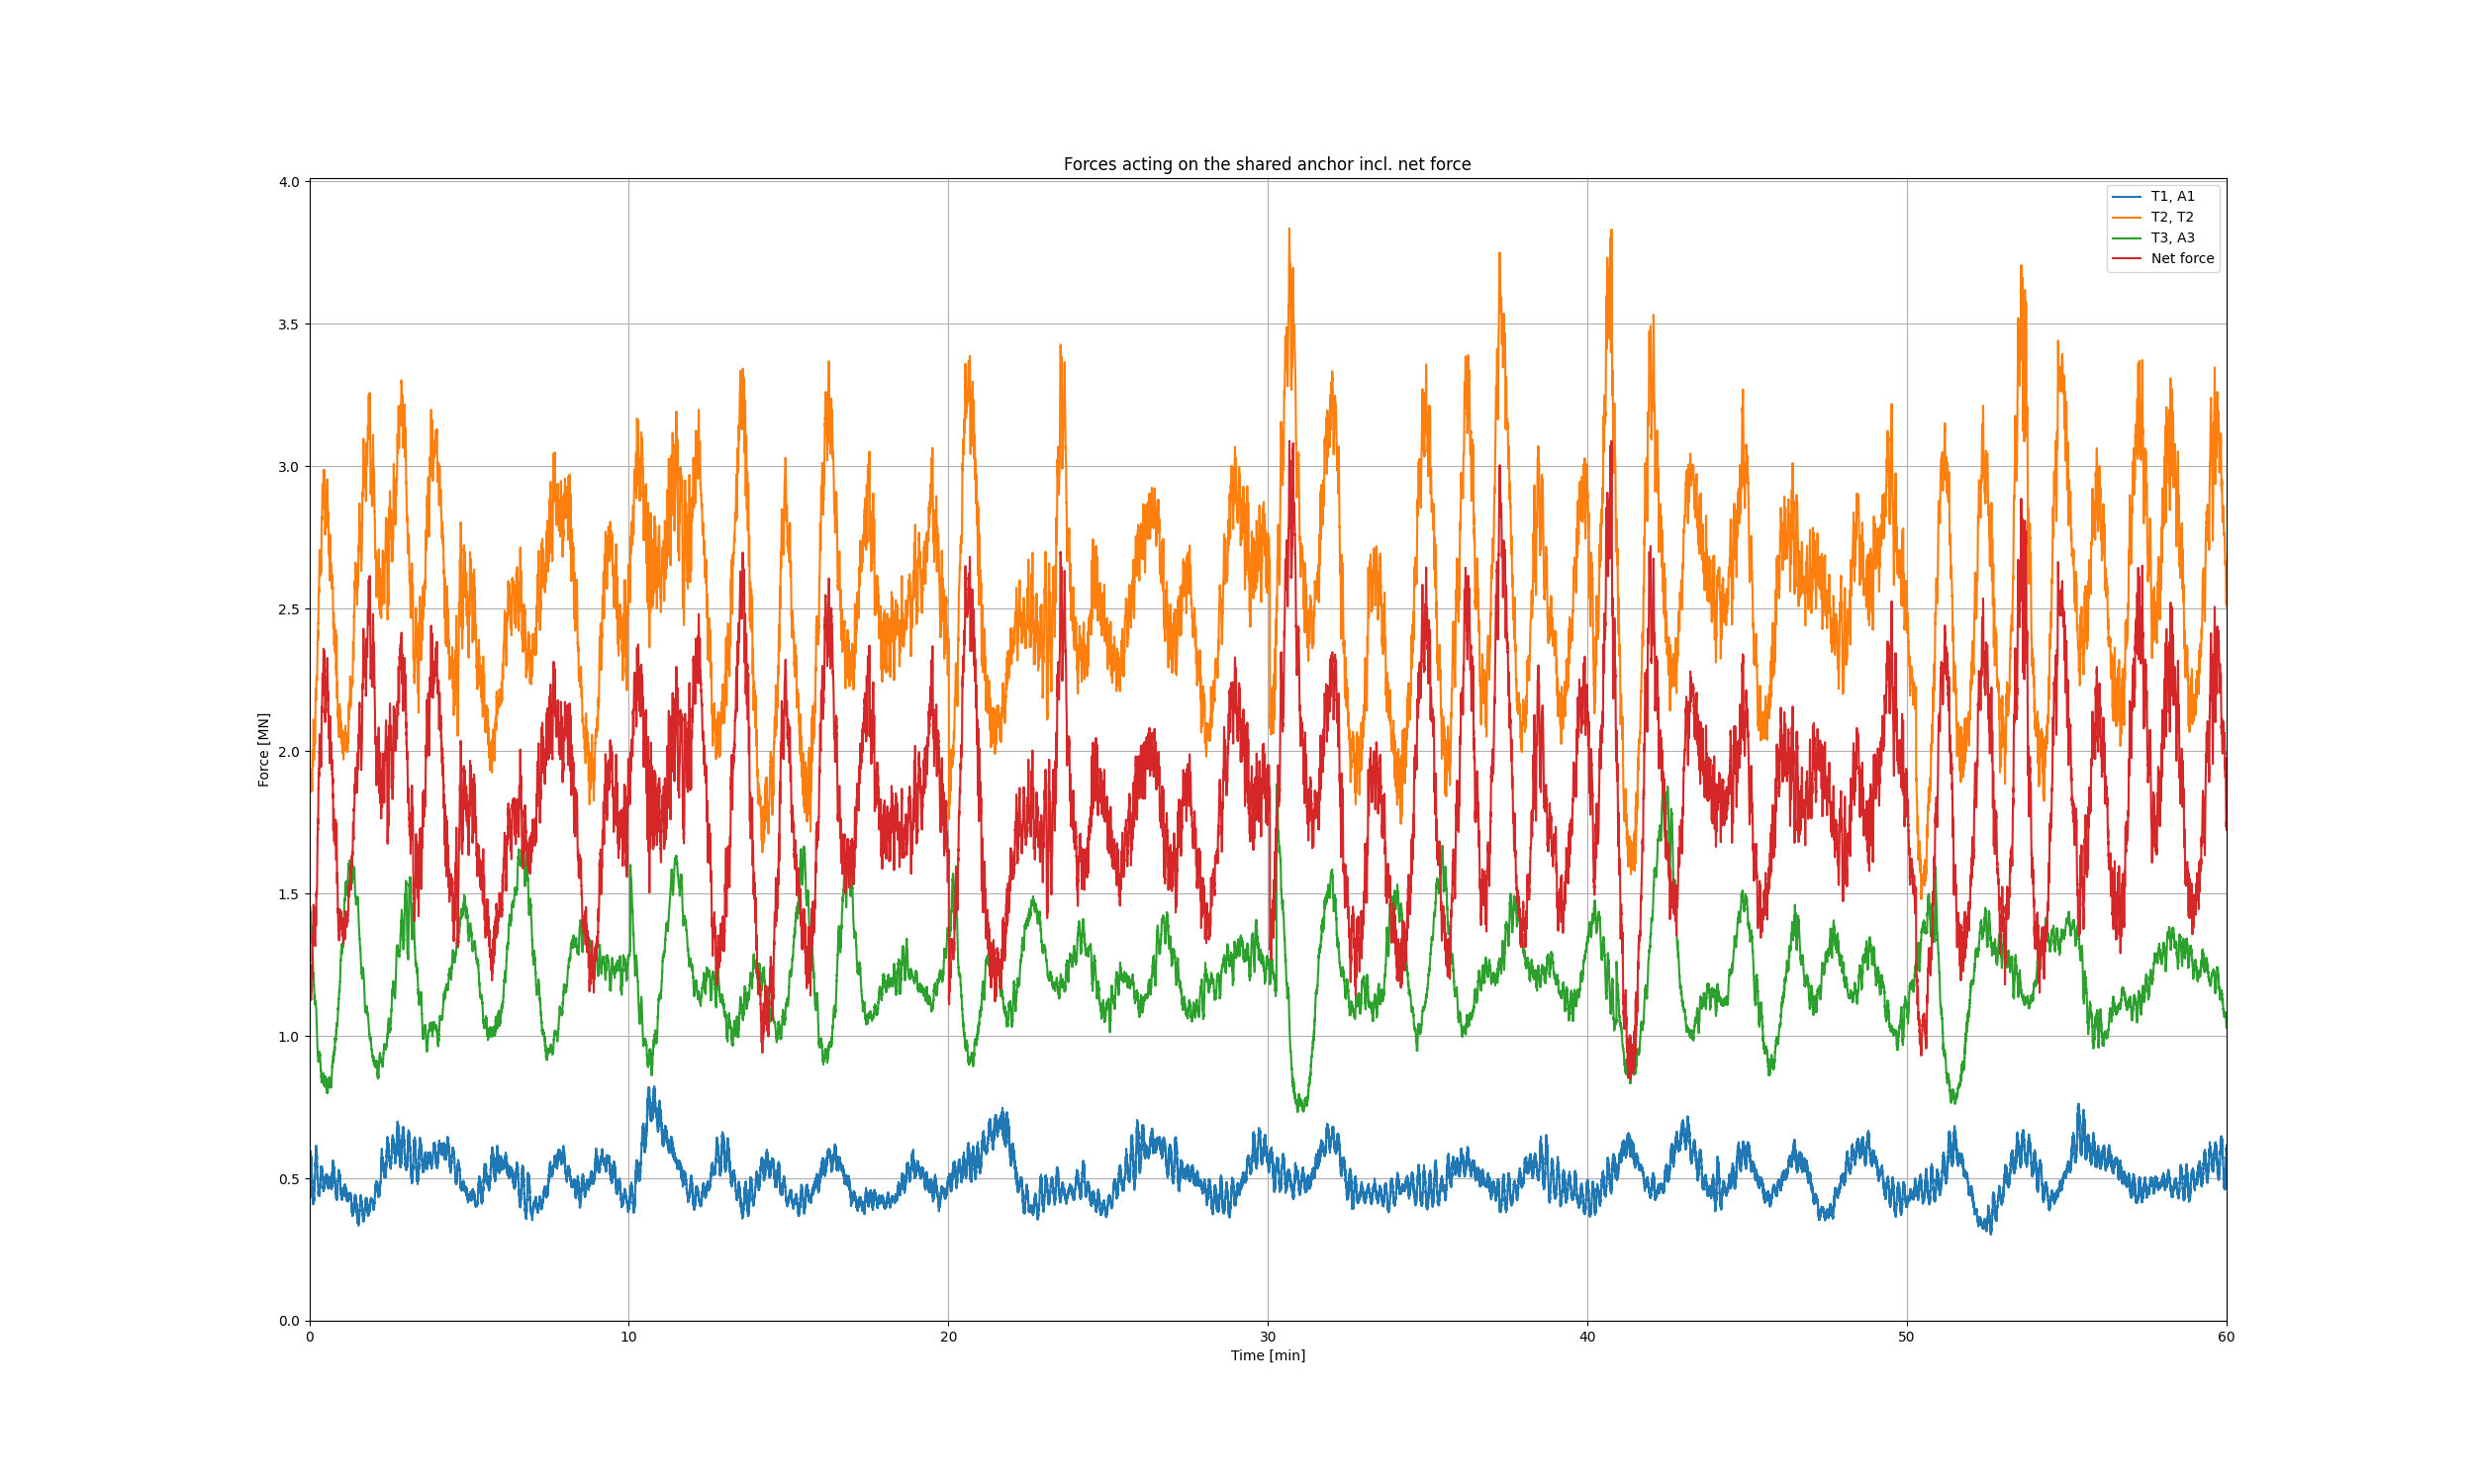 Forces acting on the shared anchor incl. net force
4.0
3.5
3.0
2.5
2.0
1.5
1.0
0.5
0.0
Force [MN]
T1, A1
T2, T2
T3, A3
Net force
0 10 20 30 40 50 60
Time [min]